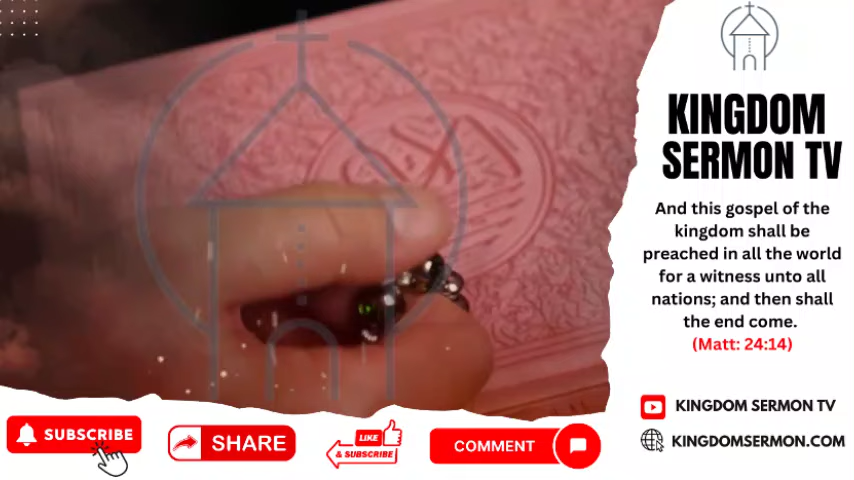 KINGDOM
SERMON TV
And this gospel of the
kingdom shall be
preached in all the world
for a witness unto all
nations; and then shall
the end come.
(Matt: 24:14)
KINGDOM SERMON TV
KINGDOMSERMON.COM
SUBSCRIBE
SHARE
LIKE
& SUBSCRIBE
COMMENT